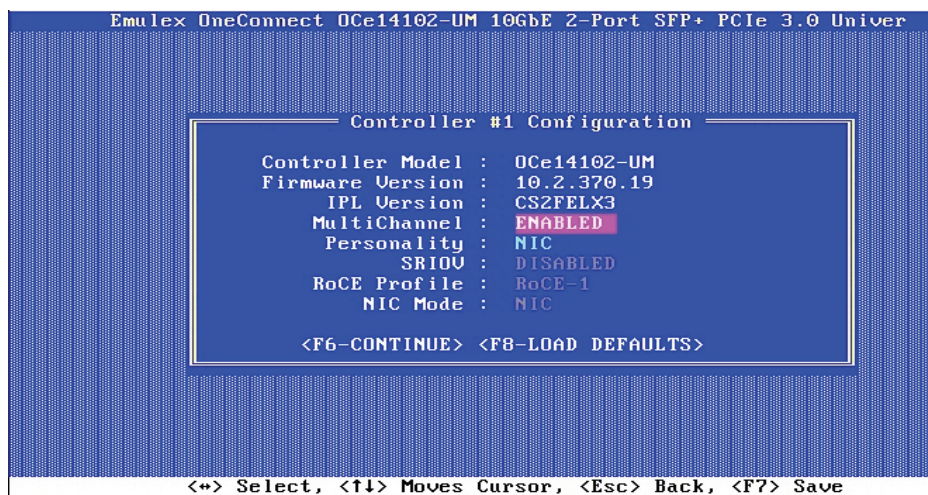 Emulex OneConnect OCe14102-UM 10GbE 2-Port SFP+ PCIe 3.0 Univer
Controller #1 Configuration
Controller Model : OCe14102-UM
Firmware Version : 10.2.370.19
IPL Version : CS2FELX3
MultiChannel : ENABLED
Personality : NIC
SRIOV : DISABLED
RoCE Profile : RoCE-1
NIC Mode : NIC
<F6-CONTINUE> <F8-LOAD DEFAULTS>
<↔> Select, <↑↓> Moves Cursor, <Esc> Back, <F7> Save